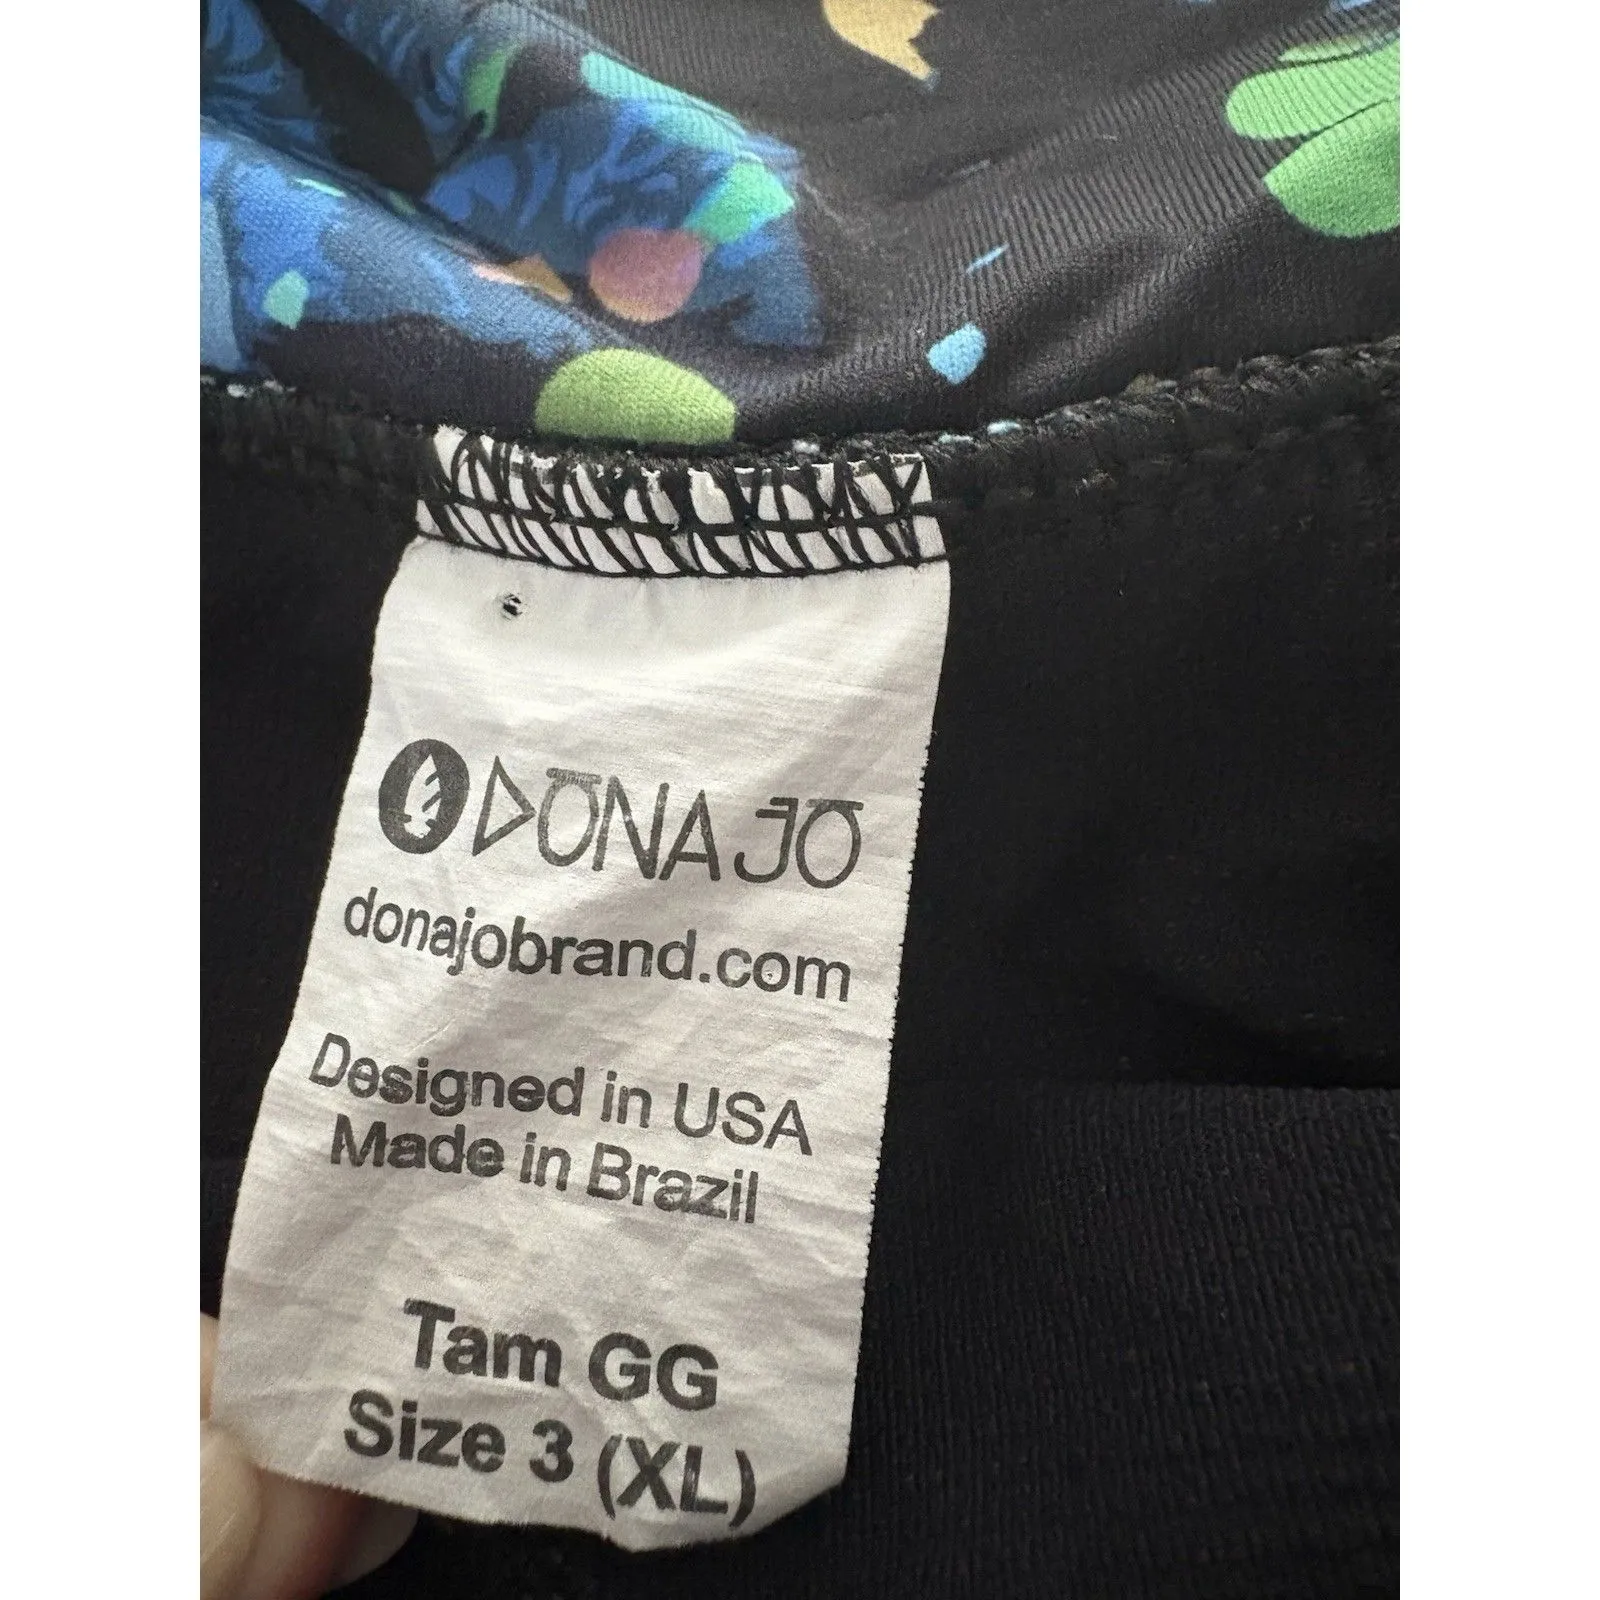 DONA JO
donajobrand.com
Designed in USA
Made in Brazil
Tam GG
Size 3 (XL)